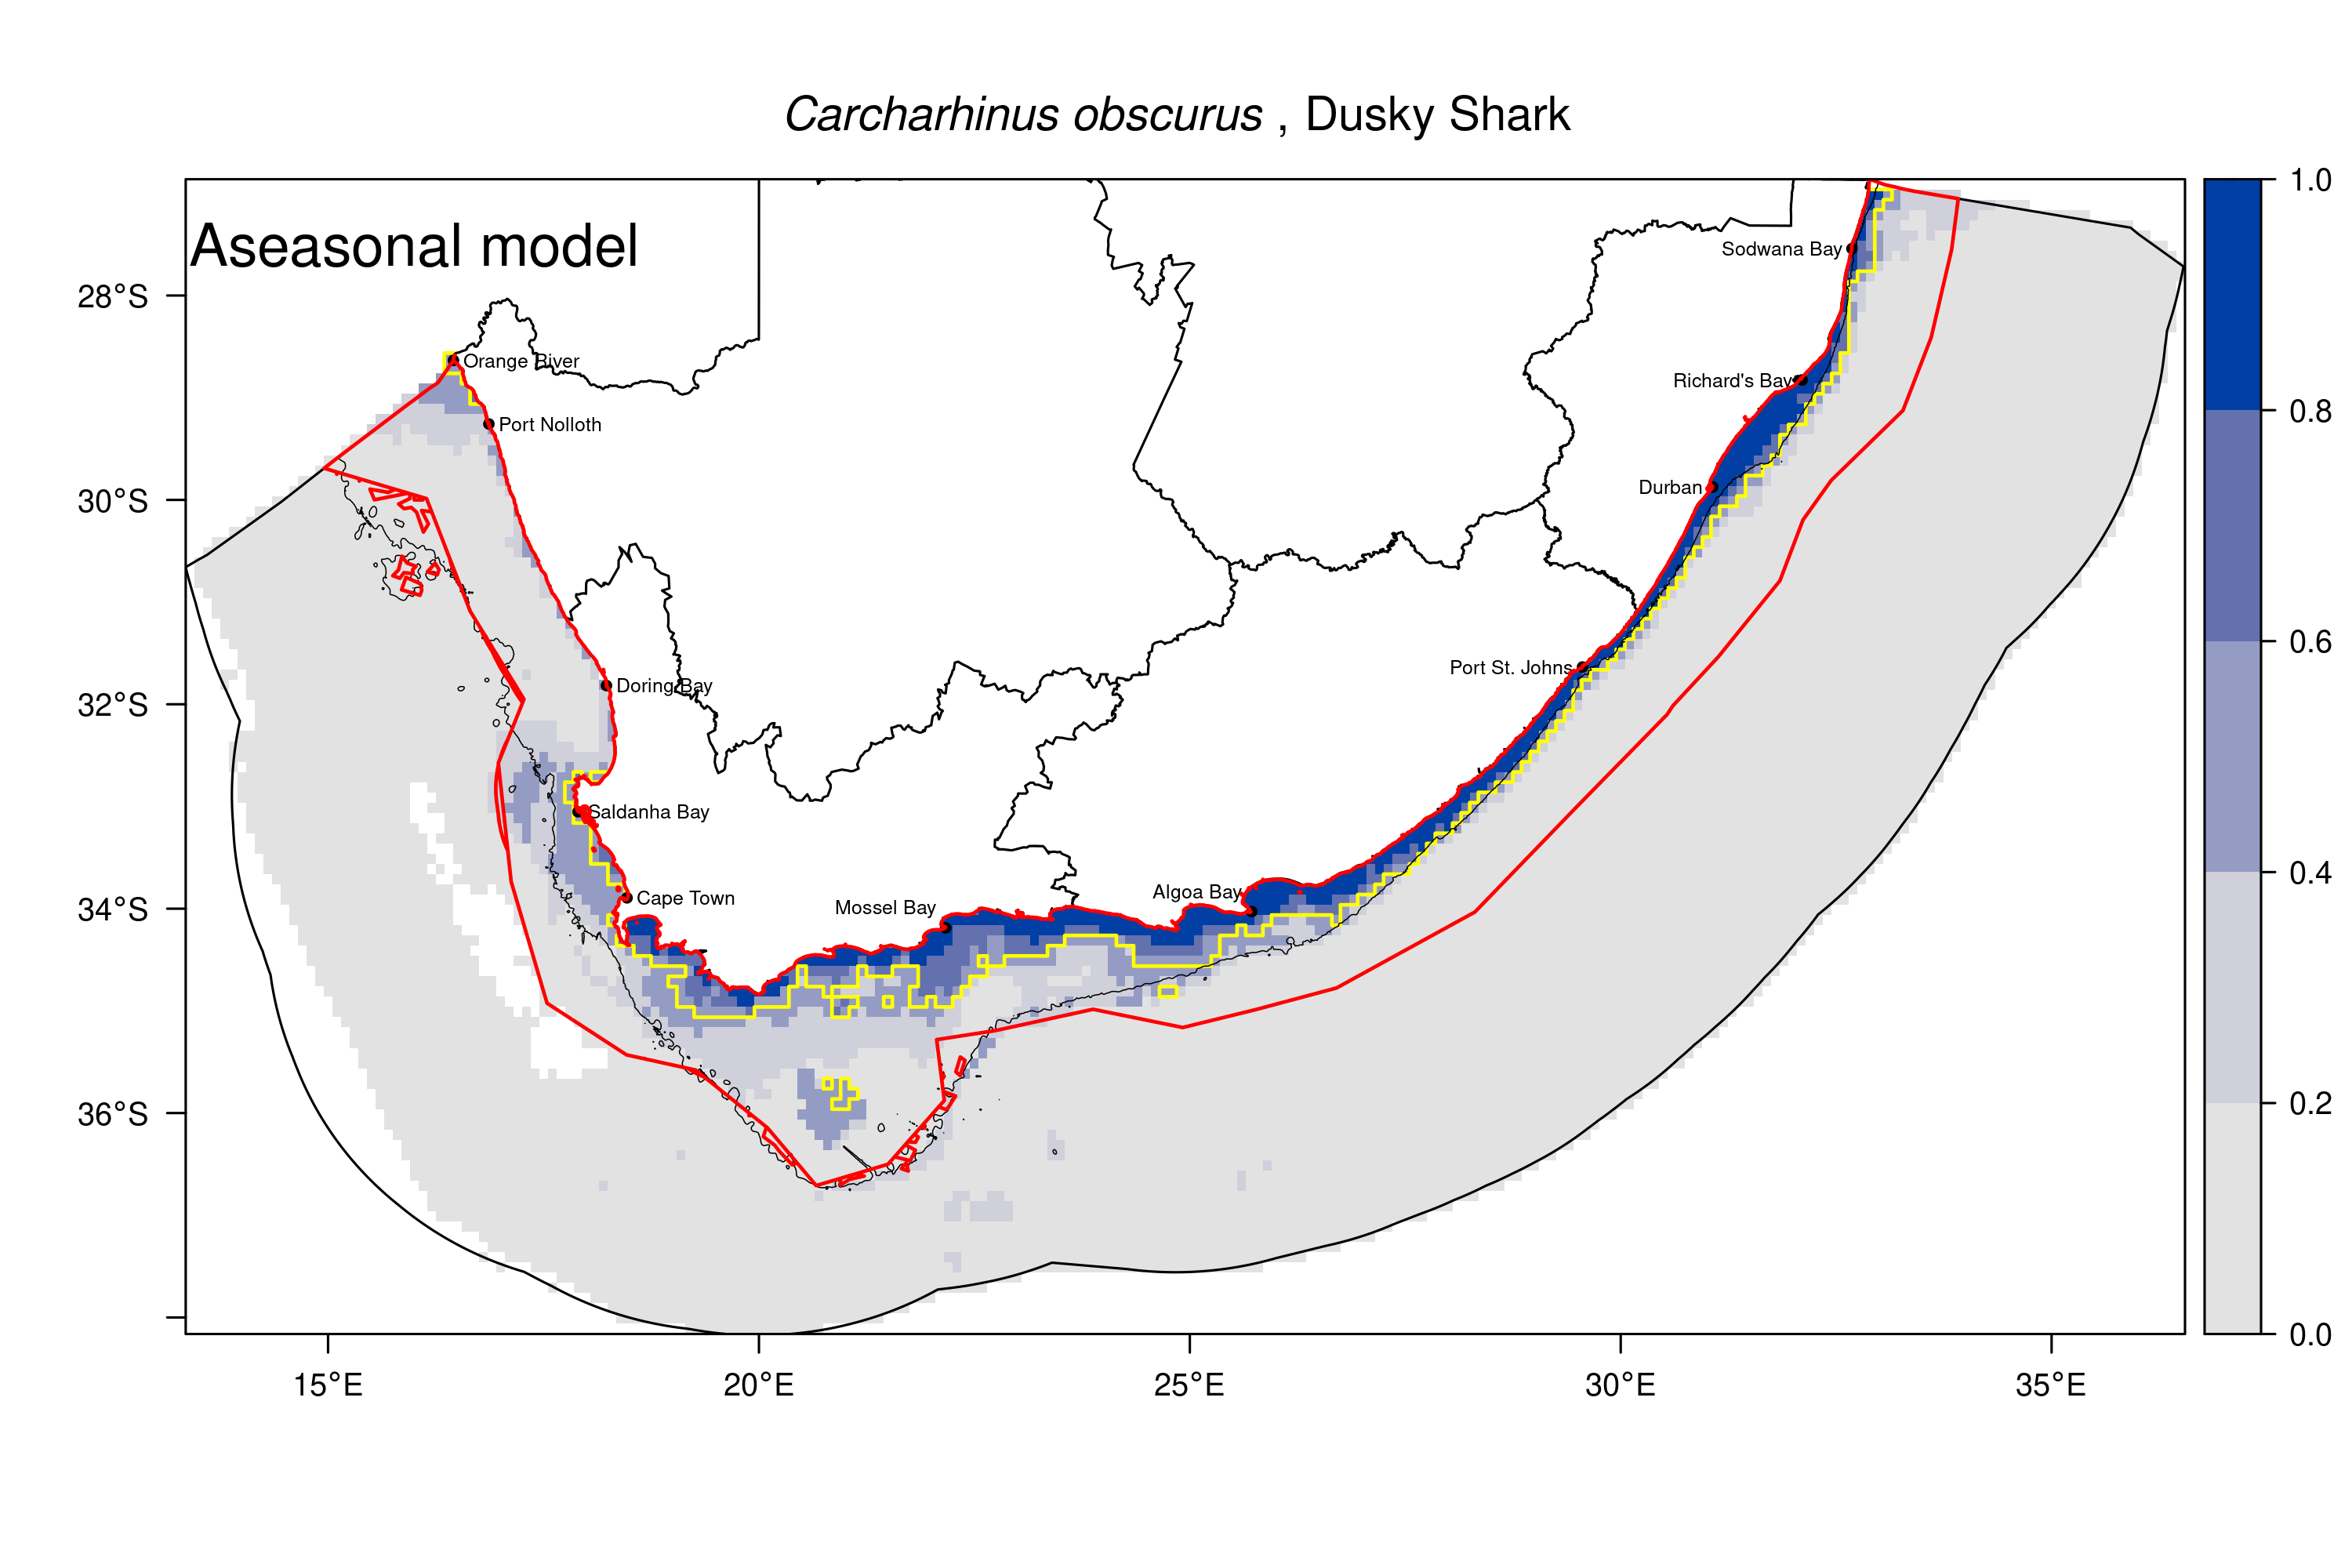 Carcharhinus obscurus , Dusky Shark
Aseasonal model
1.0
0.8
0.6
0.4
0.2
0.0
28°S
30°S
32°S
34°S
36°S
15°E
20°E
25°E
30°E
35°E
Sodwana Bay
Orange River
Richard's Bay
Port Nolloth
Durban
Port St. Johns
Doring Bay
Saldanha Bay
Algoa Bay
Cape Town
Mossel Bay